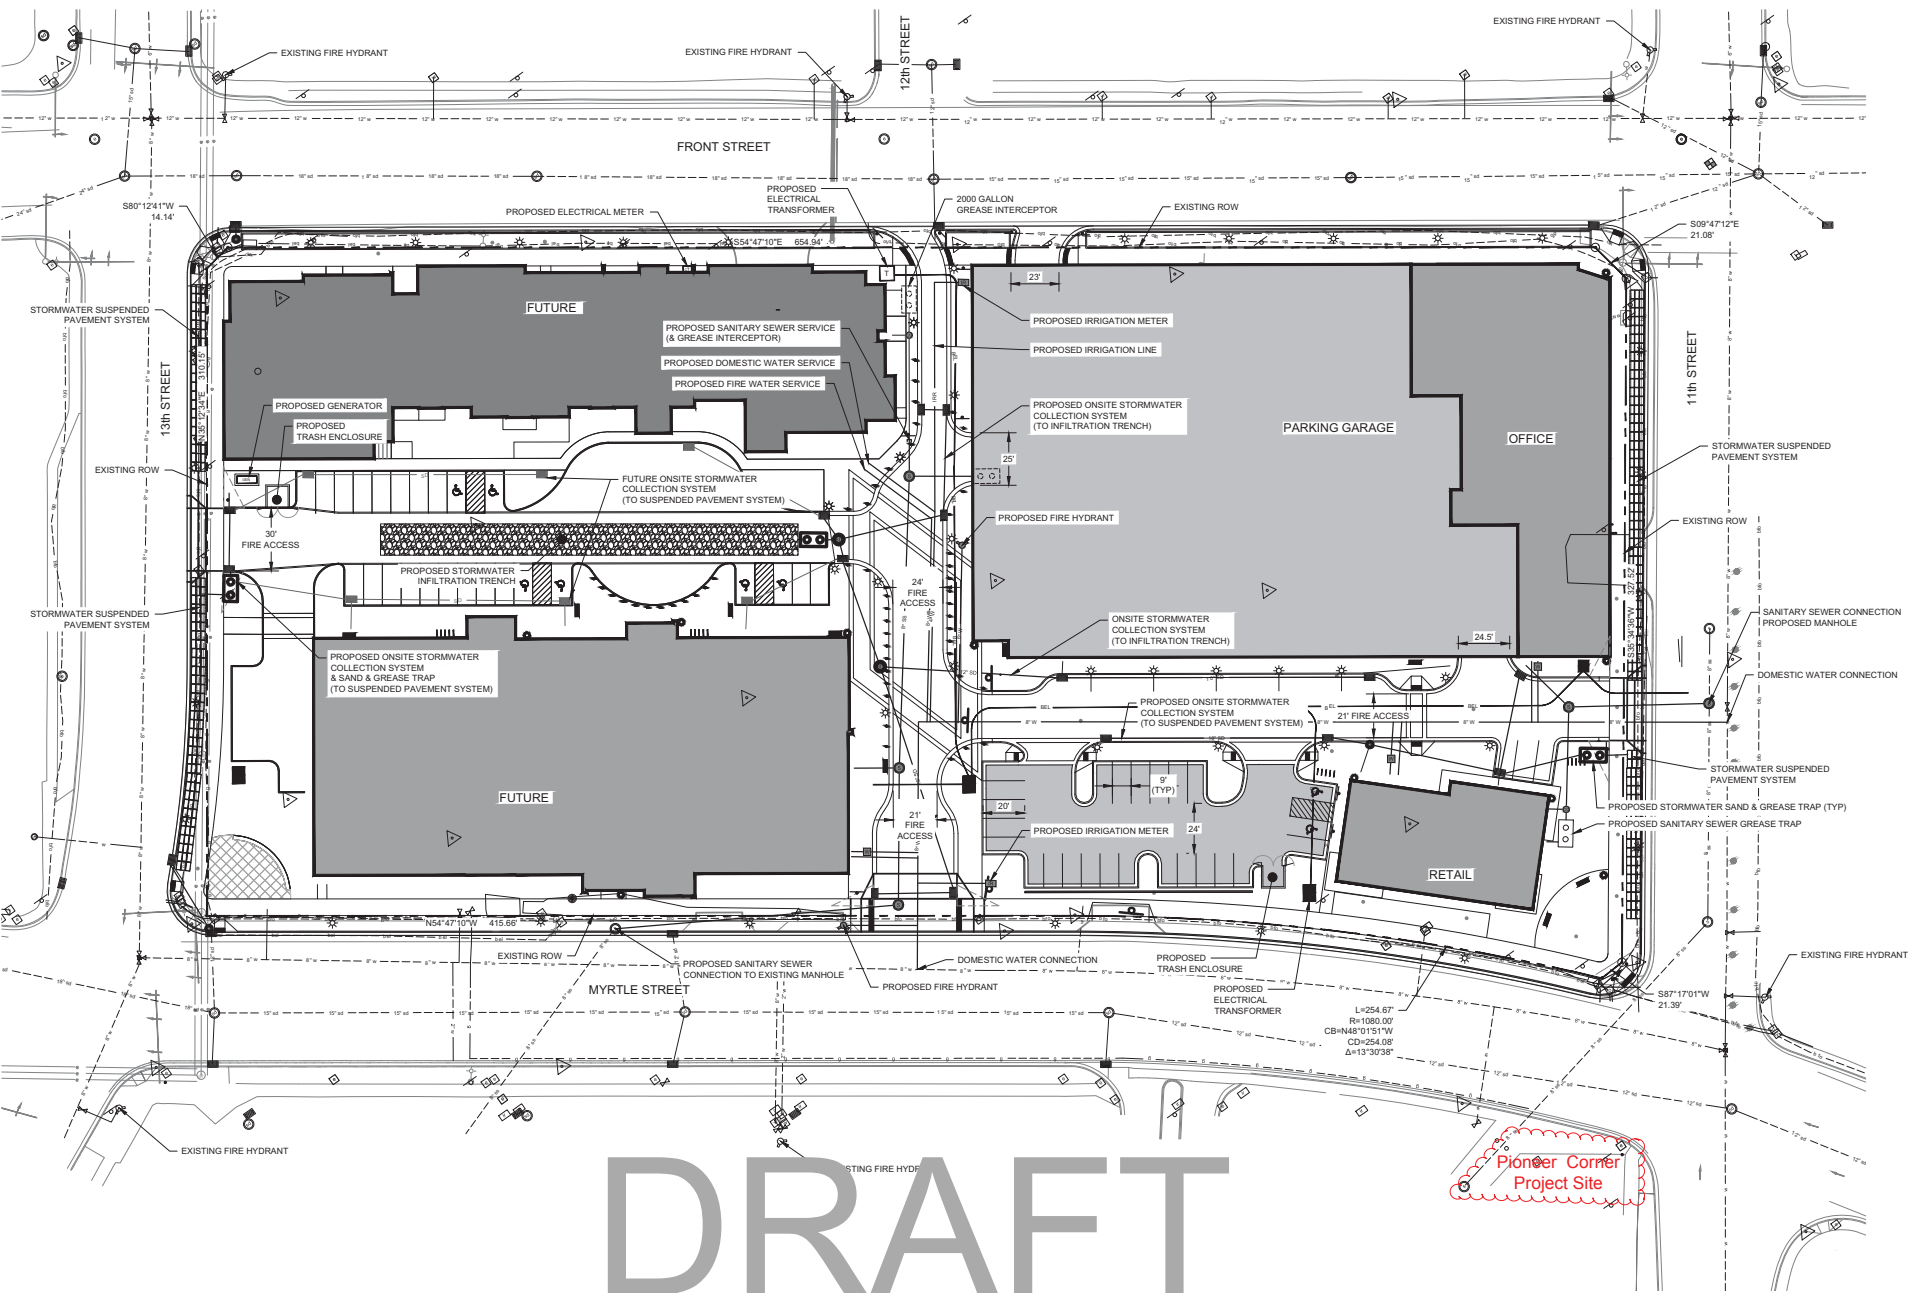 EXISTING FIRE HYDRANT
EXISTING FIRE HYDRANT
12th STREET
EXISTING FIRE HYDRANT
FRONT STREET
S80°12'41"W
14.14'
PROPOSED ELECTRICAL METER
PROPOSED
ELECTRICAL
TRANSFORMER
2000 GALLON
GREASE INTERCEPTOR
EXISTING ROW
S09°47'12"E
21.08'
S54°47'10"E 654.94'
T
23'
STORMWATER SUSPENDED
PAVEMENT SYSTEM
FUTURE
PROPOSED SANITARY SEWER SERVICE
(& GREASE INTERCEPTOR)
PROPOSED DOMESTIC WATER SERVICE
PROPOSED FIRE WATER SERVICE
PROPOSED IRRIGATION METER
PROPOSED IRRIGATION LINE
13th STREET
N35°12'34"E 310.15'
11th STREET
PROPOSED GENERATOR
PROPOSED
TRASH ENCLOSURE
IRR
PROPOSED ONSITE STORMWATER
COLLECTION SYSTEM
(TO INFILTRATION TRENCH)
PARKING GARAGE
OFFICE
STORMWATER SUSPENDED
PAVEMENT SYSTEM
EXISTING ROW
25'
FUTURE ONSITE STORMWATER
COLLECTION SYSTEM
(TO SUSPENDED PAVEMENT SYSTEM)
PROPOSED FIRE HYDRANT
EXISTING ROW
30'
FIRE ACCESS
PROPOSED STORMWATER
INFILTRATION TRENCH
24'
FIRE
ACCESS
STORMWATER SUSPENDED
PAVEMENT SYSTEM
S35°34'36"W 327.52'
SANITARY SEWER CONNECTION
PROPOSED MANHOLE
ONSITE STORMWATER
COLLECTION SYSTEM
(TO INFILTRATION TRENCH)
24.5'
PROPOSED ONSITE STORMWATER
COLLECTION SYSTEM
& SAND & GREASE TRAP
(TO SUSPENDED PAVEMENT SYSTEM)
DOMESTIC WATER CONNECTION
PROPOSED ONSITE STORMWATER
COLLECTION SYSTEM
(TO SUSPENDED PAVEMENT SYSTEM)
21' FIRE ACCESS
STORMWATER SUSPENDED
PAVEMENT SYSTEM
9'
(TYP)
FUTURE
20'
21'
FIRE
ACCESS
PROPOSED IRRIGATION METER
24'
PROPOSED STORMWATER SAND & GREASE TRAP (TYP)
PROPOSED SANITARY SEWER GREASE TRAP
RETAIL
N54°47'10"W 415.66'
EXISTING ROW
PROPOSED SANITARY SEWER
CONNECTION TO EXISTING MANHOLE
DOMESTIC WATER CONNECTION
PROPOSED
TRASH ENCLOSURE
EXISTING FIRE HYDRANT
MYRTLE STREET
PROPOSED FIRE HYDRANT
PROPOSED
ELECTRICAL
TRANSFORMER
S87°17'01"W
21.39'
L=254.67'
R=1080.00'
CB=N48°01'51"W
CD=254.08'
Δ=13°30'38"
EXISTING FIRE HYDRANT
Pioneer Corner
Project Site
DRAFT